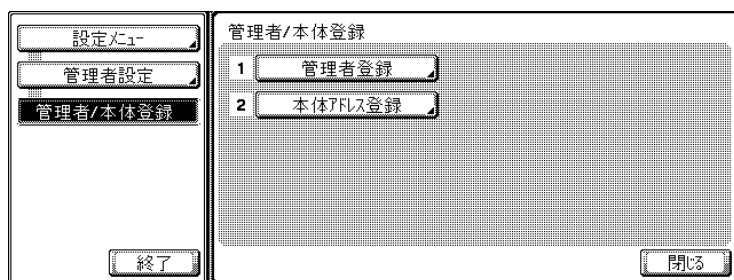 設定ﾒﾆｭｰ
管理者設定
管理者/本体登録
終了
管理者/本体登録
1 管理者登録
2 本体ｱﾄﾞﾚｽ登録
閉じる